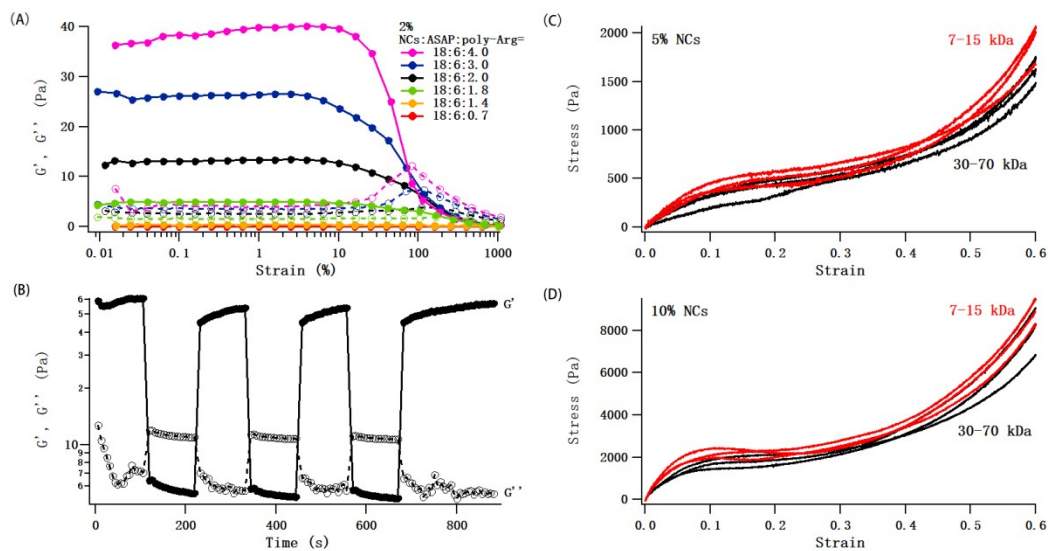 (A)
2%
NCs:ASAP:poly-Arg=
18:6:4.0
18:6:3.0
18:6:2.0
18:6:1.8
18:6:1.4
18:6:0.7
40
30
20
10
0
G', G'' (Pa)
0.01
0.1
1
10
100
1000
Strain (%)
(B)
6
5
4
3
2
10
9
8
7
6
G', G'' (Pa)
G'
G''
0
200
400
600
800
Time (s)
(C)
5% NCs
7-15 kDa
30-70 kDa
2000
1500
1000
500
0
Stress (Pa)
0.0
0.1
0.2
0.3
0.4
0.5
0.6
Strain
(D)
10% NCs
7-15 kDa
30-70 kDa
8000
6000
4000
2000
0
Stress (Pa)
0.0
0.1
0.2
0.3
0.4
0.5
0.6
Strain